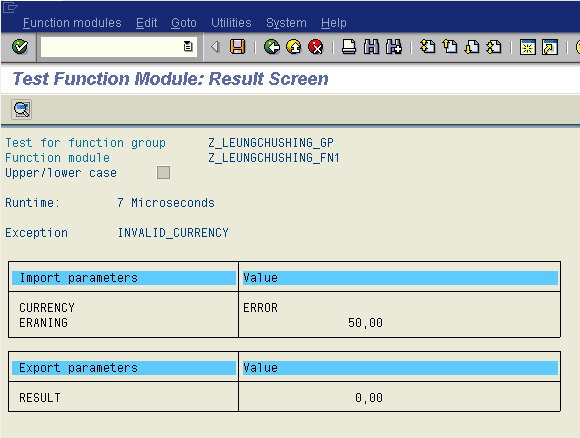 Function modules Edit Goto Utilities System Help
Test Function Module: Result Screen
Test for function group Z_LEUNGCHUSHING_GP
Function module Z_LEUNGCHUSHING_FN1
Upper/lower case
Runtime: 7 Microseconds
Exception INVALID_CURRENCY
Import parameters Value
CURRENCY ERROR
ERANING 50,00
Export parameters Value
RESULT 0,00